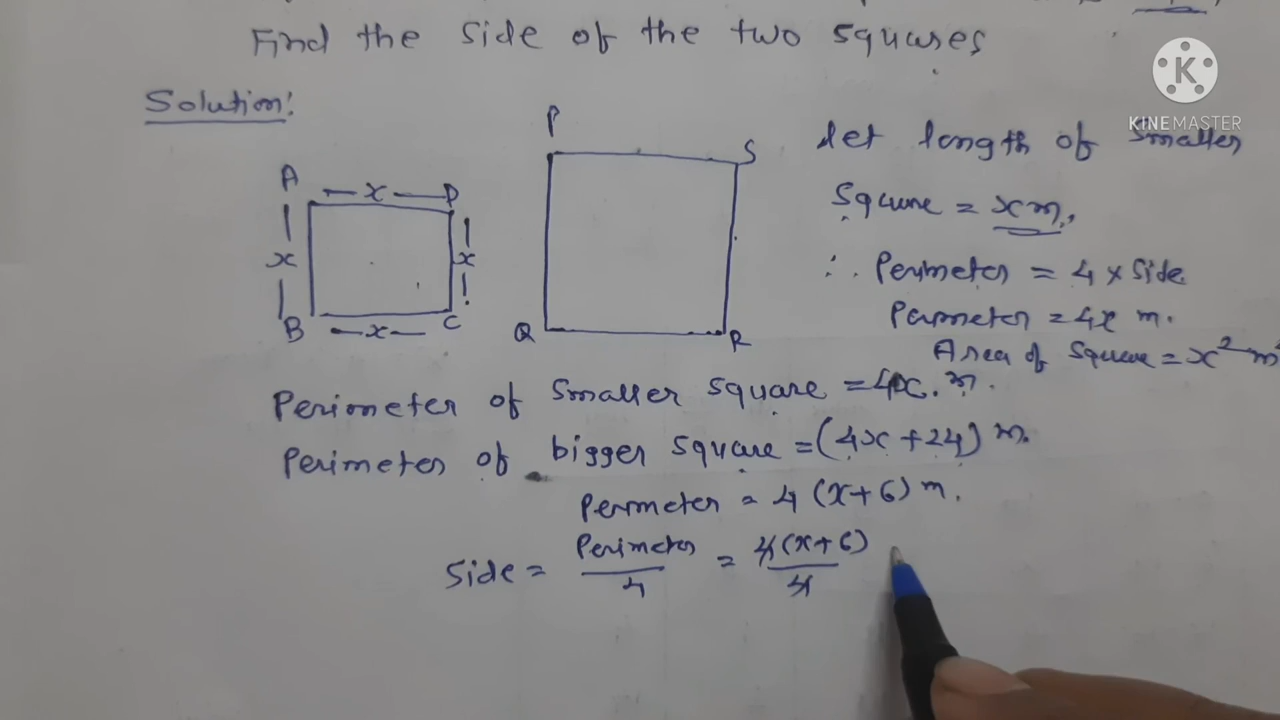 Find the side of the two squares
Solution:
K
KINEMASTER
P
S
A
x
D
x
x
B
x
C
Q
R
let length of smaller
Square = x m.
∴ Perimeter = 4 × side
Perimeter = 4x m.
Area of square = x² m²
Perimeter of smaller square = 4x. m.
Perimeter of bigger square = (4x + 24) m.
Perimeter = 4 (x + 6) m.
Side = Perimeter/4 = 4(x + 6)/4